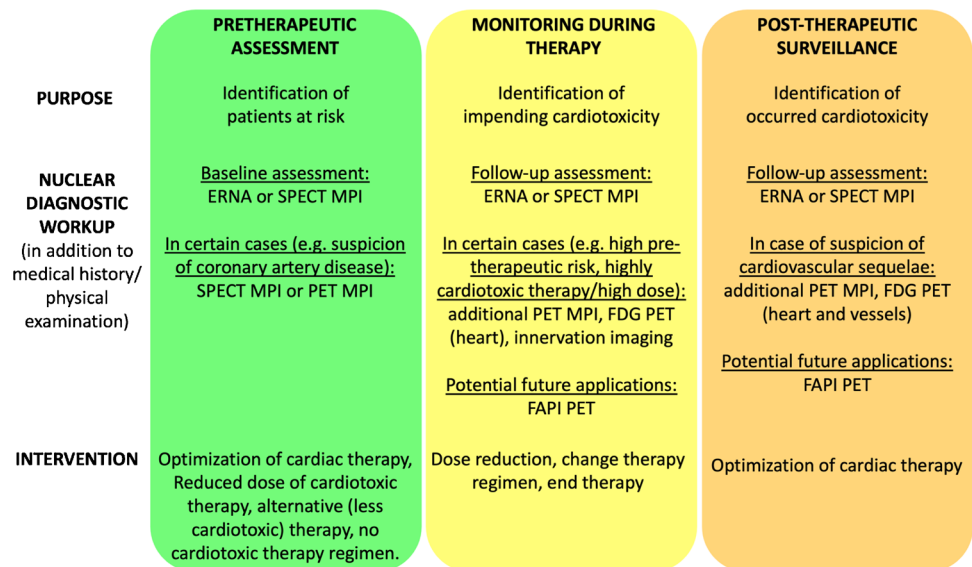 PRETHERAPEUTIC
ASSESSMENT
MONITORING DURING
THERAPY
POST-THERAPEUTIC
SURVEILLANCE
PURPOSE
Identification of
patients at risk
Identification of
impending cardiotoxicity
Identification of
occurred cardiotoxicity
NUCLEAR
DIAGNOSTIC
WORKUP
(in addition to
medical history/
physical
examination)
Baseline assessment:
ERNA or SPECT MPI
In certain cases (e.g. suspicion
of coronary artery disease):
SPECT MPI or PET MPI
Follow-up assessment:
ERNA or SPECT MPI
In certain cases (e.g. high pre-
therapeutic risk, highly
cardiotoxic therapy/high dose):
additional PET MPI, FDG PET
(heart), innervation imaging
Potential future applications:
FAPI PET
Follow-up assessment:
ERNA or SPECT MPI
In case of suspicion of
cardiovascular sequelae:
additional PET MPI, FDG PET
(heart and vessels)
Potential future applications:
FAPI PET
INTERVENTION
Optimization of cardiac therapy,
Reduced dose of cardiotoxic
therapy, alternative (less
cardiotoxic) therapy, no
cardiotoxic therapy regimen.
Dose reduction, change therapy
regimen, end therapy
Optimization of cardiac therapy